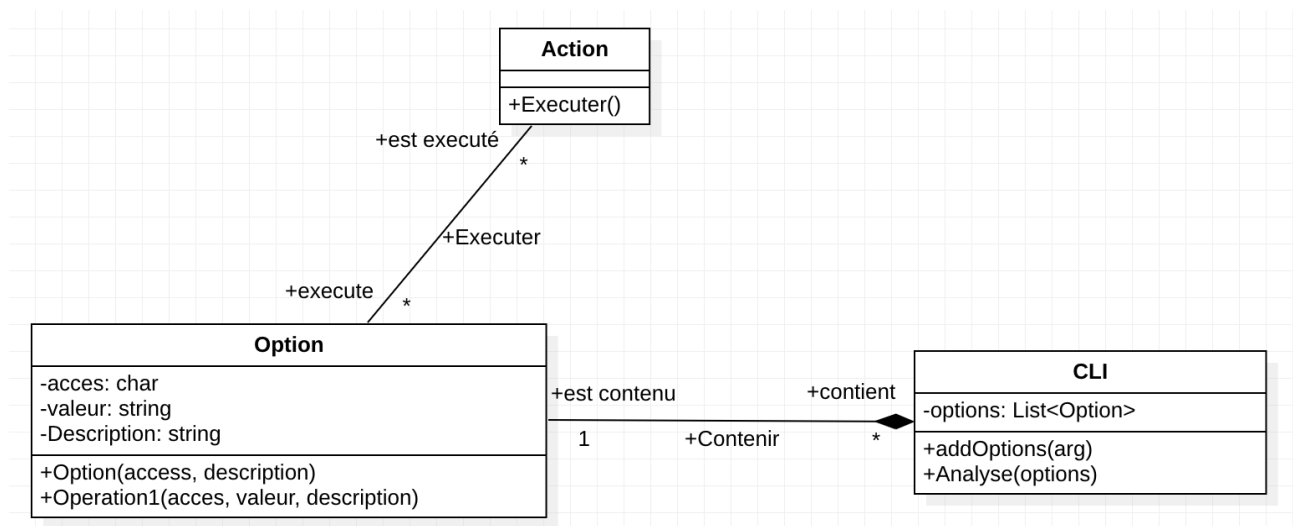 Action
+Executer()
+est executé
*
+Executer
+execute
*
Option
-acces: char
-valeur: string
-Description: string
+Option(access, description)
+Operation1(acces, valeur, description)
+est contenu
1
+Contenir
+contient
*
CLI
-options: List<Option>
+addOptions(arg)
+Analyse(options)